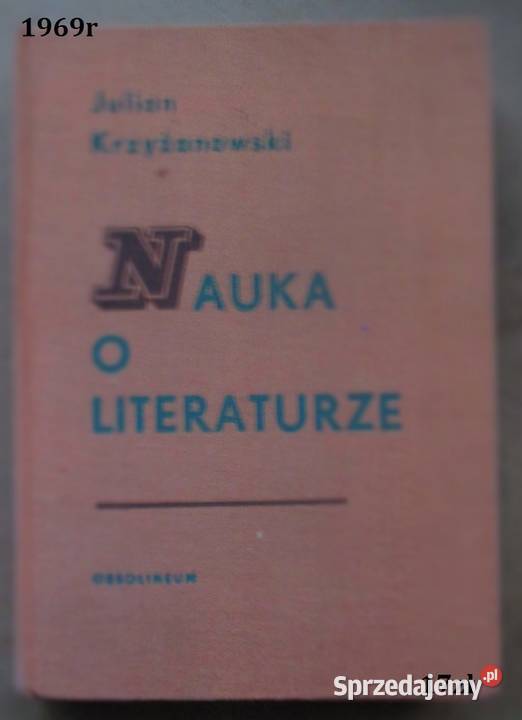 1969r
Julian
Krzyżanowski
NAUKA
O
LITERATURZE
OSSOLINEUM
Sprzedajemy.pl